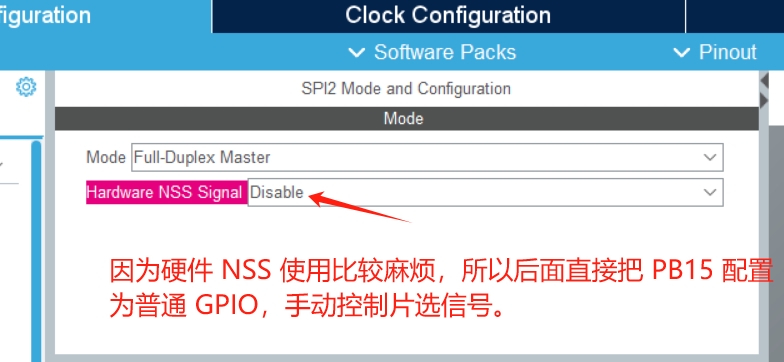 figuration
Clock Configuration
Software Packs
Pinout
SPI2 Mode and Configuration
Mode
Mode Full-Duplex Master
Hardware NSS Signal Disable
因为硬件 NSS 使用比较麻烦，所以后面直接把 PB15 配置
为普通 GPIO，手动控制片选信号。